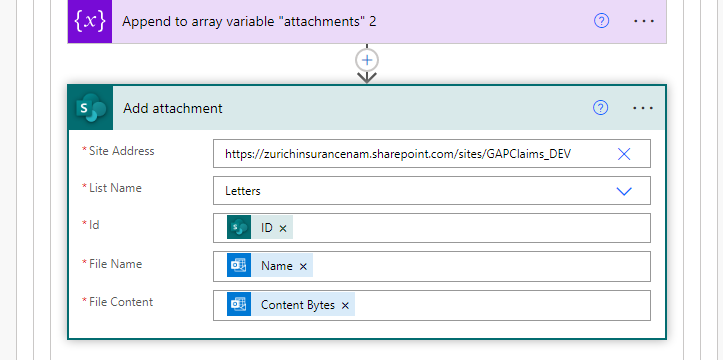 {x} Append to array variable "attachments" 2
Add attachment
* Site Address https://zurichinsurancenam.sharepoint.com/sites/GAPClaims_DEV
* List Name Letters
* Id ID ×
* File Name Name ×
* File Content Content Bytes ×